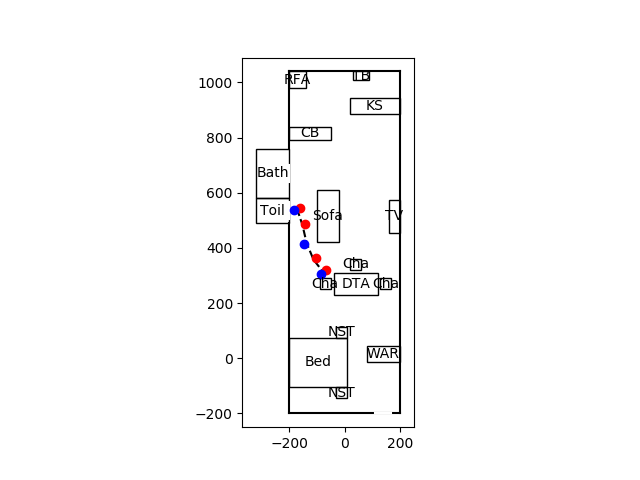 1000
800
600
400
200
0
−200
−200
0
200
RFA
TB
KS
CB
Bath
Toil
Sofa
TV
Cha
Cha
DTA
Cha
NST
Bed
WAR
NST